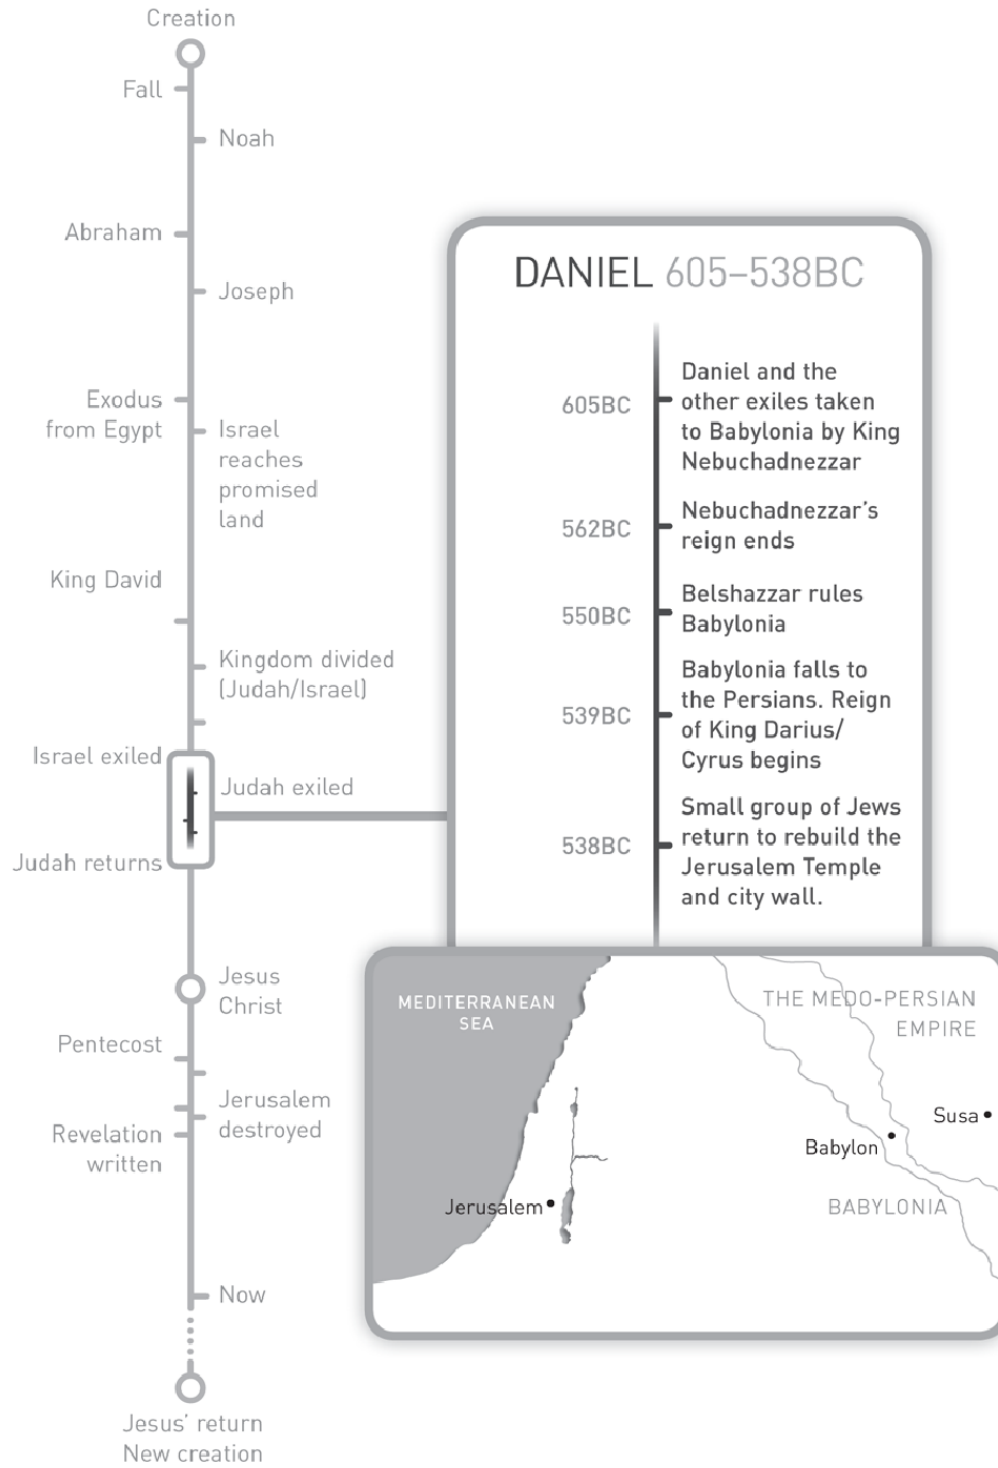 Creation
Fall
Noah
Abraham
Joseph
Exodus
from Egypt
Israel
reaches
promised
land
King David
Kingdom divided
(Judah/Israel)
Israel exiled
Judah exiled
Judah returns
Jesus
Christ
Pentecost
Jerusalem
destroyed
Revelation
written
Now
Jesus' return
New creation
DANIEL 605–538BC
605BC
Daniel and the
other exiles taken
to Babylonia by King
Nebuchadnezzar
562BC
Nebuchadnezzar's
reign ends
550BC
Belshazzar rules
Babylonia
539BC
Babylonia falls to
the Persians. Reign
of King Darius/
Cyrus begins
538BC
Small group of Jews
return to rebuild the
Jerusalem Temple
and city wall.
MEDITERRANEAN
SEA
THE MEDO-PERSIAN
EMPIRE
Susa
Babylon
Jerusalem
BABYLONIA